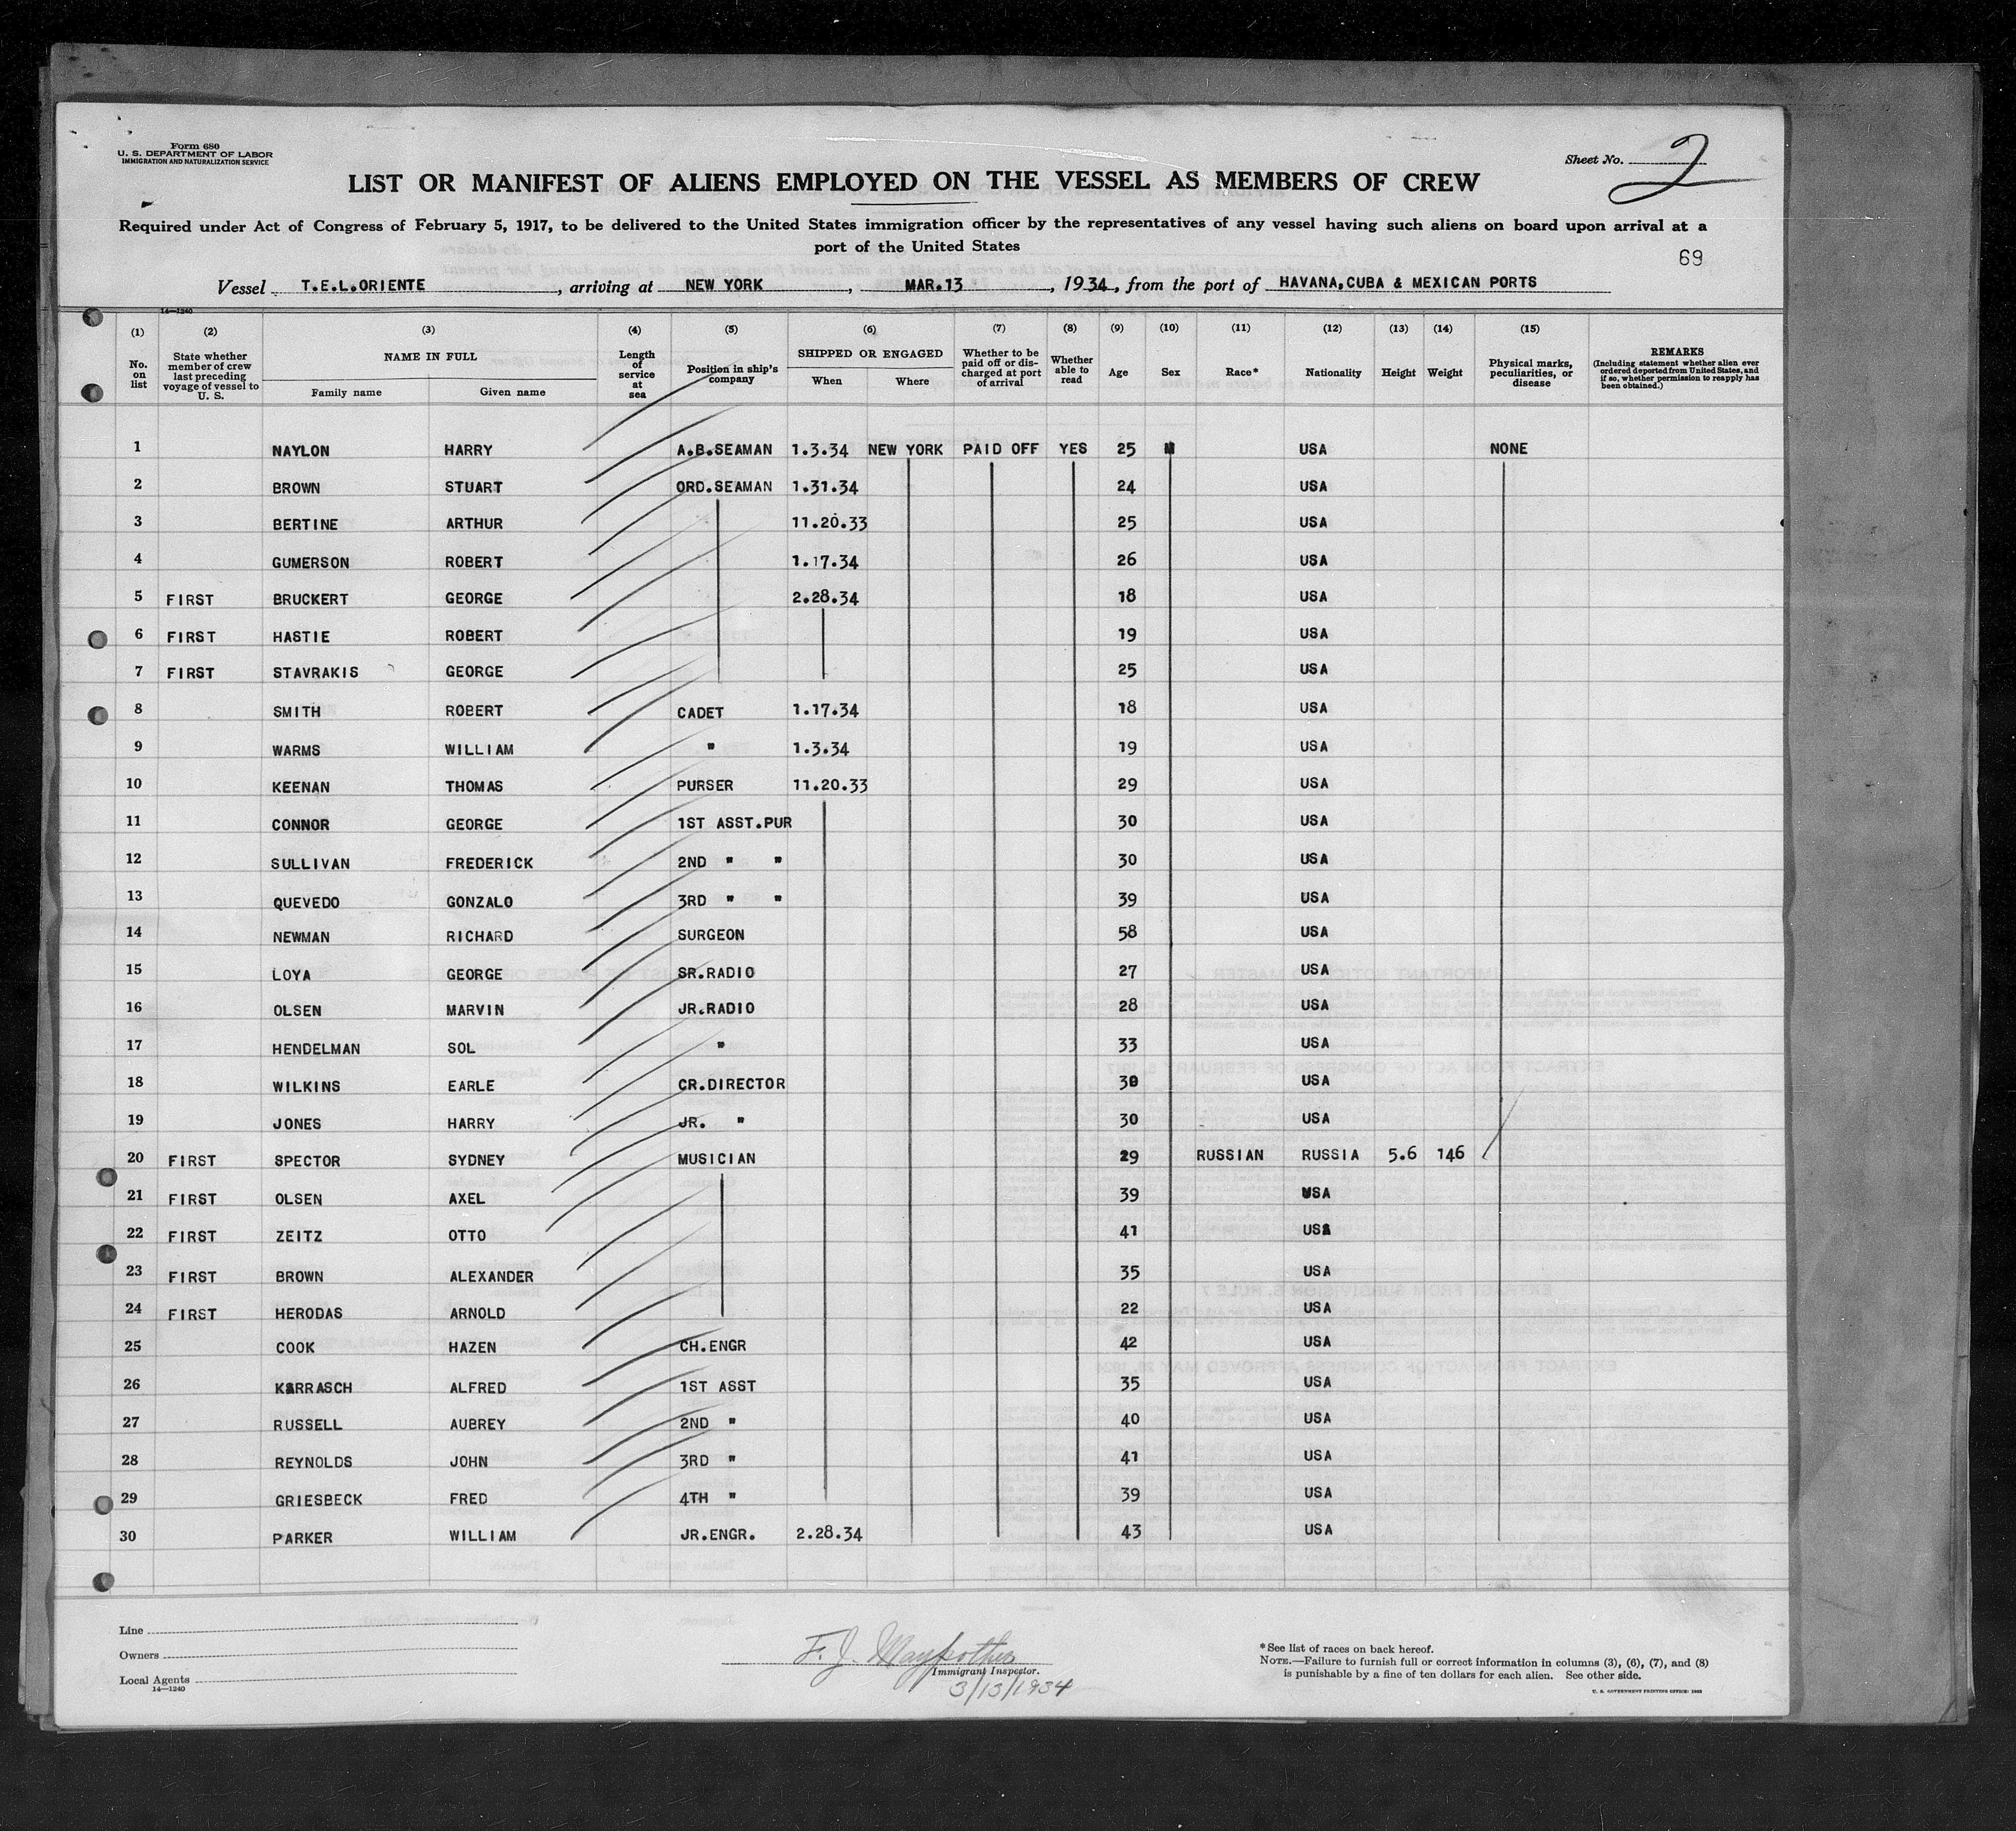 Form 680
U. S. DEPARTMENT OF LABOR
IMMIGRATION AND NATURALIZATION SERVICE
Sheet No. 2
LIST OR MANIFEST OF ALIENS EMPLOYED ON THE VESSEL AS MEMBERS OF CREW
Required under Act of Congress of February 5, 1917, to be delivered to the United States immigration officer by the representatives of any vessel having such aliens on board upon arrival at a
port of the United States
69
Vessel T.E.L.ORIENTE, arriving at NEW YORK, MAR.13, 1934, from the port of HAVANA,CUBA & MEXICAN PORTS
14—1240
(1) (2) (3) (4) (5) (6) (7) (8) (9) (10) (11) (12) (13) (14) (15)
No. on list State whether member of crew last preceding voyage of vessel to U. S. NAME IN FULL Family name Given name Length of service at sea Position in ship's company SHIPPED OR ENGAGED When Where Whether to be paid off or discharged at port of arrival Whether able to read Age Sex Race* Nationality Height Weight Physical marks, peculiarities, or disease REMARKS (Including statement whether alien ever ordered deported from United States, and if so, whether permission to reapply has been obtained.)
1 NAYLON HARRY A.B.SEAMAN 1.3.34 NEW YORK PAID OFF YES 25 M USA NONE
2 BROWN STUART ORD.SEAMAN 1.31.34 24 USA
3 BERTINE ARTHUR 11.20.33 25 USA
4 GUMERSON ROBERT 1.17.34 26 USA
5 FIRST BRUCKERT GEORGE 2.28.34 18 USA
6 FIRST HASTIE ROBERT 19 USA
7 FIRST STAVRAKIS GEORGE 25 USA
8 SMITH ROBERT CADET 1.17.34 18 USA
9 WARMS WILLIAM " 1.3.34 19 USA
10 KEENAN THOMAS PURSER 11.20.33 29 USA
11 CONNOR GEORGE 1ST ASST.PUR 30 USA
12 SULLIVAN FREDERICK 2ND " " 30 USA
13 QUEVEDO GONZALO 3RD " " 39 USA
14 NEWMAN RICHARD SURGEON 58 USA
15 LOYA GEORGE SR.RADIO 27 USA
16 OLSEN MARVIN JR.RADIO 28 USA
17 HENDELMAN SOL " 33 USA
18 WILKINS EARLE CR.DIRECTOR 30 USA
19 JONES HARRY JR. " 30 USA
20 FIRST SPECTOR SYDNEY MUSICIAN 29 RUSSIAN RUSSIA 5.6 146
21 FIRST OLSEN AXEL 39 USA
22 FIRST ZEITZ OTTO 41 USA
23 FIRST BROWN ALEXANDER 35 USA
24 FIRST HERODAS ARNOLD 22 USA
25 COOK HAZEN CH.ENGR 42 USA
26 KARRASCH ALFRED 1ST ASST 35 USA
27 RUSSELL AUBREY 2ND " 40 USA
28 REYNOLDS JOHN 3RD " 41 USA
29 GRIESBECK FRED 4TH " 39 USA
30 PARKER WILLIAM JR.ENGR. 2.28.34 43 USA
Line
Owners
Local Agents
14—1240
F. J.
Immigrant Inspector.
3/13/1934
*See list of races on back hereof.
NOTE.—Failure to furnish full or correct information in columns (3), (6), (7), and (8)
is punishable by a fine of ten dollars for each alien. See other side.
U. S. GOVERNMENT PRINTING OFFICE: